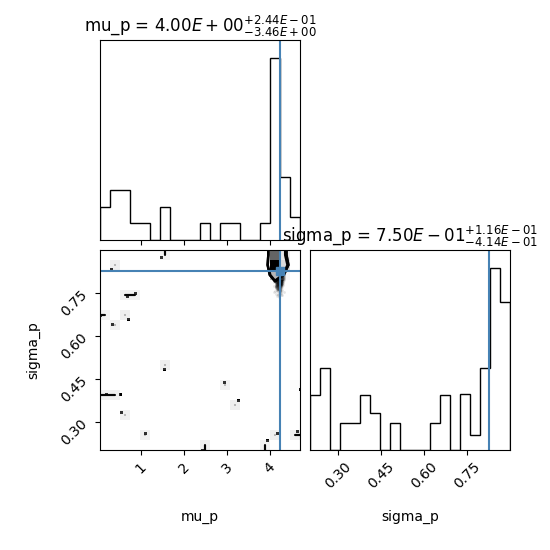 mu_p = 4.00E + 00+2.44E−01
−3.46E+00
sigma_p = 7.50E − 01+1.16E−01
−4.14E−01
sigma_p
0.75
0.60
0.45
0.30
1 2 3 4
mu_p
0.30 0.45 0.60 0.75
sigma_p